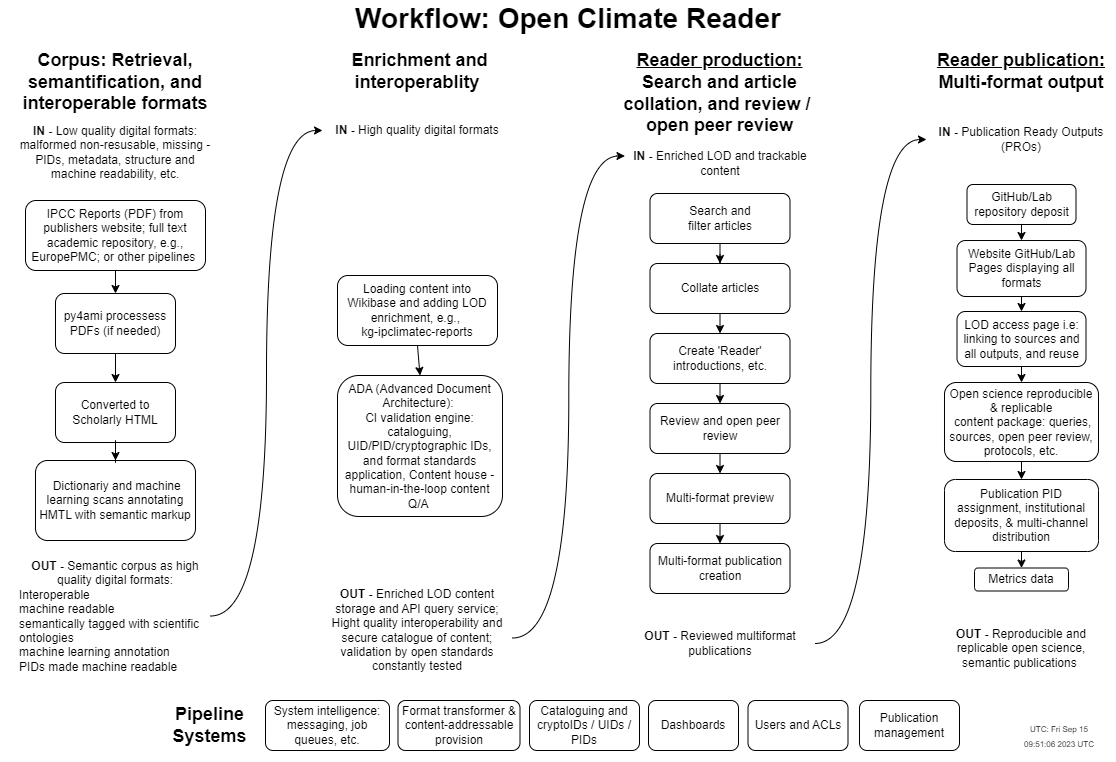 Workflow: Open Climate Reader
Corpus: Retrieval,
semantification, and
interoperable formats
IN - Low quality digital formats:
malformed non-resusable, missing -
PIDs, metadata, structure and
machine readability, etc.
IPCC Reports (PDF) from
publishers website; full text
academic repository, e.g.,
EuropePMC; or other pipelines
py4ami processess
PDFs (if needed)
Converted to
Scholarly HTML
Dictionariy and machine
learning scans annotating
HMTL with semantic markup
OUT - Semantic corpus as high
quality digital formats:
Interoperable
machine readable
semantically tagged with scientific
ontologies
machine learning annotation
PIDs made machine readable
Enrichment and
interoperablity
IN - High quality digital formats
Loading content into
Wikibase and adding LOD
enrichment, e.g.,
kg-ipclimatec-reports
ADA (Advanced Document
Architecture):
CI validation engine:
cataloguing,
UID/PID/cryptographic IDs,
and format standards
application, Content house -
human-in-the-loop content
Q/A
OUT - Enriched LOD content
storage and API query service;
Hight quality interoperability and
secure catalogue of content;
validation by open standards
constantly tested
Reader production:
Search and article
collation, and review /
open peer review
IN - Enriched LOD and trackable
content
Search and
filter articles
Collate articles
Create 'Reader'
introductions, etc.
Review and open peer
review
Multi-format preview
Multi-format publication
creation
OUT - Reviewed multiformat
publications
Reader publication:
Multi-format output
IN - Publication Ready Outputs
(PROs)
GitHub/Lab
repository deposit
Website GitHub/Lab
Pages displaying all
formats
LOD access page i.e:
linking to sources and
all outputs, and reuse
Open science reproducible
& replicable
content package: queries,
sources, open peer review,
protocols, etc.
Publication PID
assignment, institutional
deposits, & multi-channel
distribution
Metrics data
OUT - Reproducible and
replicable open science,
semantic publications
Pipeline
Systems
System intelligence:
messaging, job
queues, etc.
Format transformer &
content-addressable
provision
Cataloguing and
cryptoIDs / UIDs /
PIDs
Dashboards
Users and ACLs
Publication
management
UTC: Fri Sep 15
09:51:06 2023 UTC